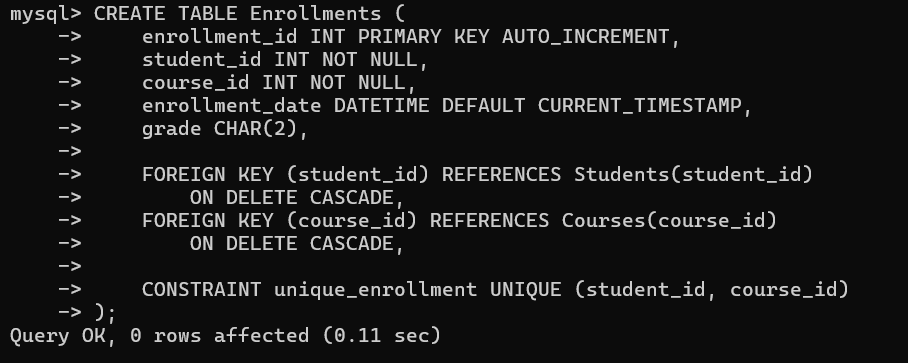 mysql> CREATE TABLE Enrollments (
    ->     enrollment_id INT PRIMARY KEY AUTO_INCREMENT,
    ->     student_id INT NOT NULL,
    ->     course_id INT NOT NULL,
    ->     enrollment_date DATETIME DEFAULT CURRENT_TIMESTAMP,
    ->     grade CHAR(2),
    ->
    ->     FOREIGN KEY (student_id) REFERENCES Students(student_id)
    ->         ON DELETE CASCADE,
    ->     FOREIGN KEY (course_id) REFERENCES Courses(course_id)
    ->         ON DELETE CASCADE,
    ->
    ->     CONSTRAINT unique_enrollment UNIQUE (student_id, course_id)
    -> );
Query OK, 0 rows affected (0.11 sec)